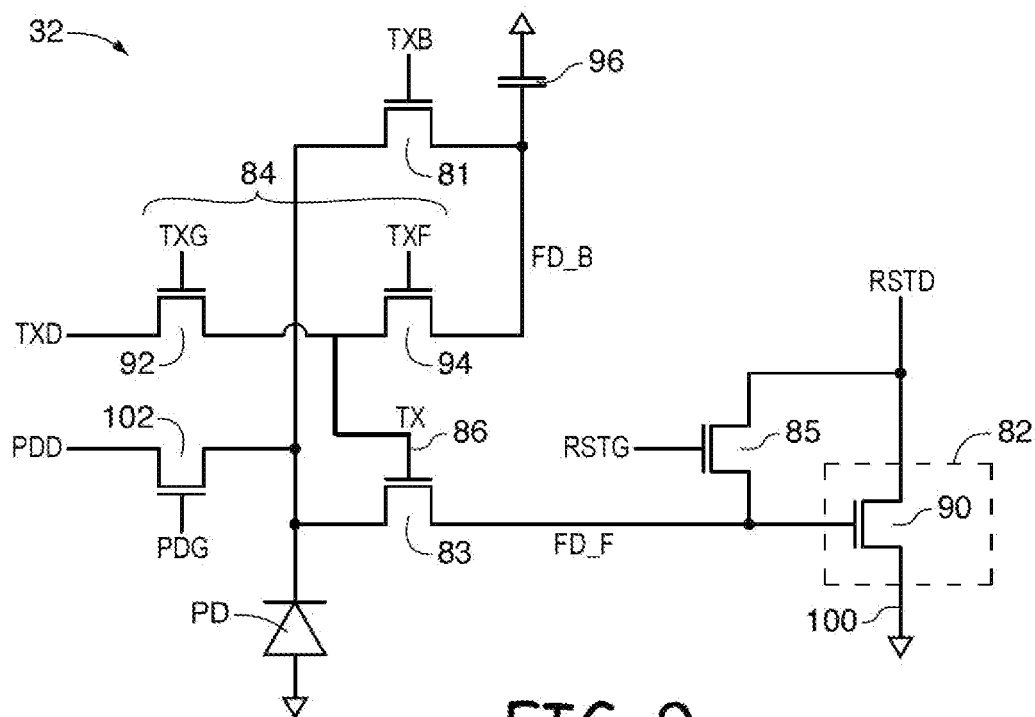 32
TXB
96
81
84
TXG
TXF
FD_B
RSTD
TXD
92
94
102
TX
86
85
82
PDD
RSTG
90
PDG
83
FD_F
PD
100